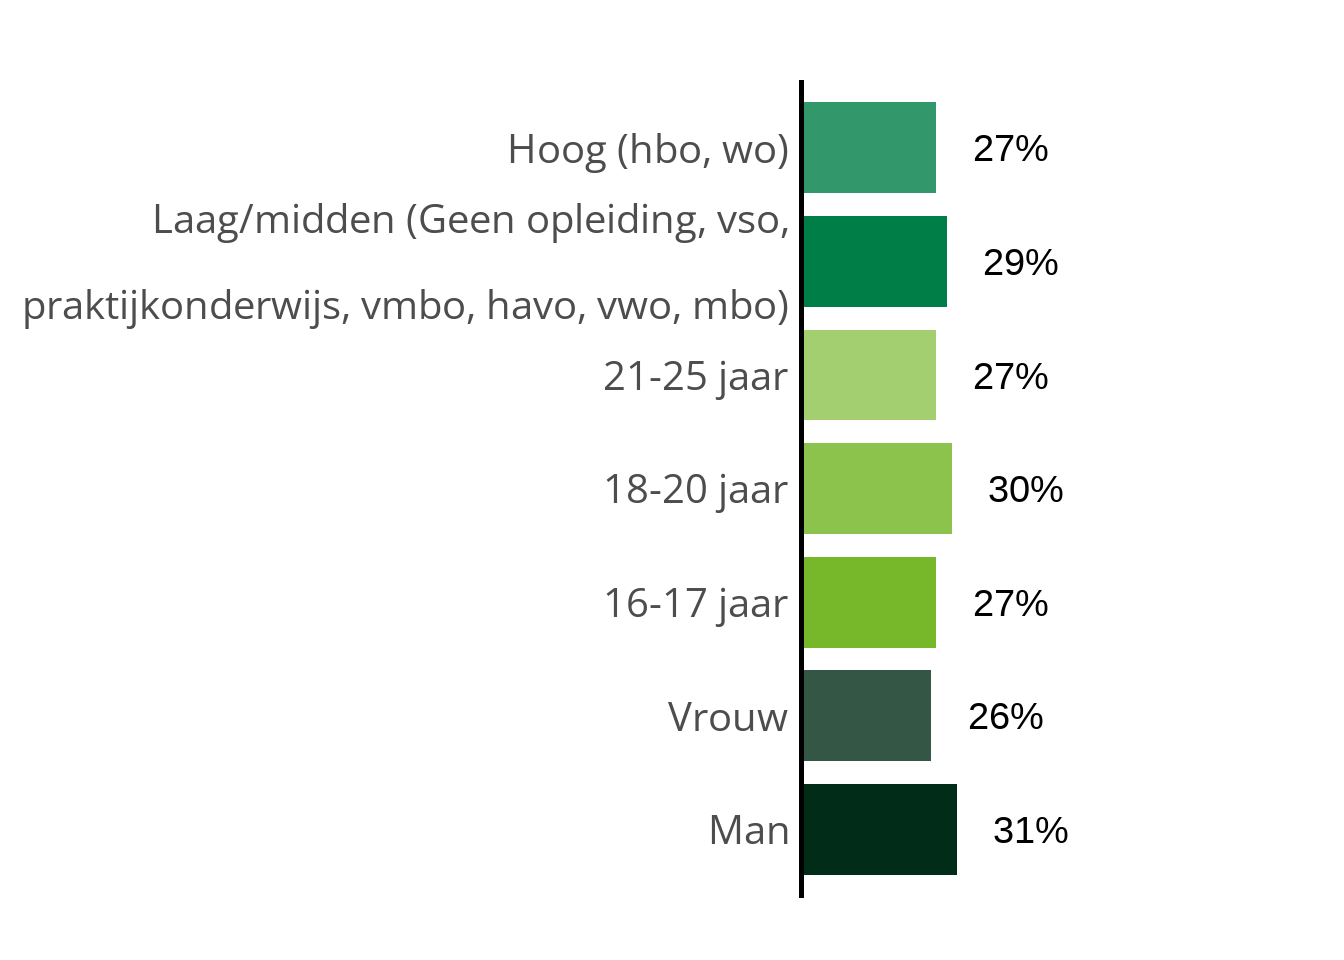 Hoog (hbo, wo) 27%
Laag/midden (Geen opleiding, vso,
praktijkonderwijs, vmbo, havo, vwo, mbo) 29%
21-25 jaar 27%
18-20 jaar 30%
16-17 jaar 27%
Vrouw 26%
Man 31%